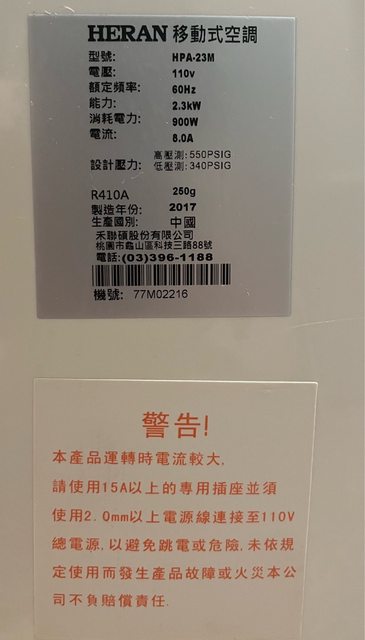 HERAN 移動式空調
型號: HPA-23M
電壓: 110v
額定頻率: 60Hz
能力: 2.3kW
消耗電力: 900W
電流: 8.0A
高壓測:550PSIG
設計壓力: 低壓測:340PSIG
R410A 250g
製造年份: 2017
生產國別: 中國
禾聯碩股份有限公司
桃園市龜山區科技三路88號
電話:(03)396-1188
機號: 77M02216
警告!
本產品運轉時電流較大,
請使用15A以上的專用插座並須
使用2.0mm以上電源線連接至110V
總電源,以避免跳電或危險,未依規
定使用而發生產品故障或火災本公
司不負賠償責任.